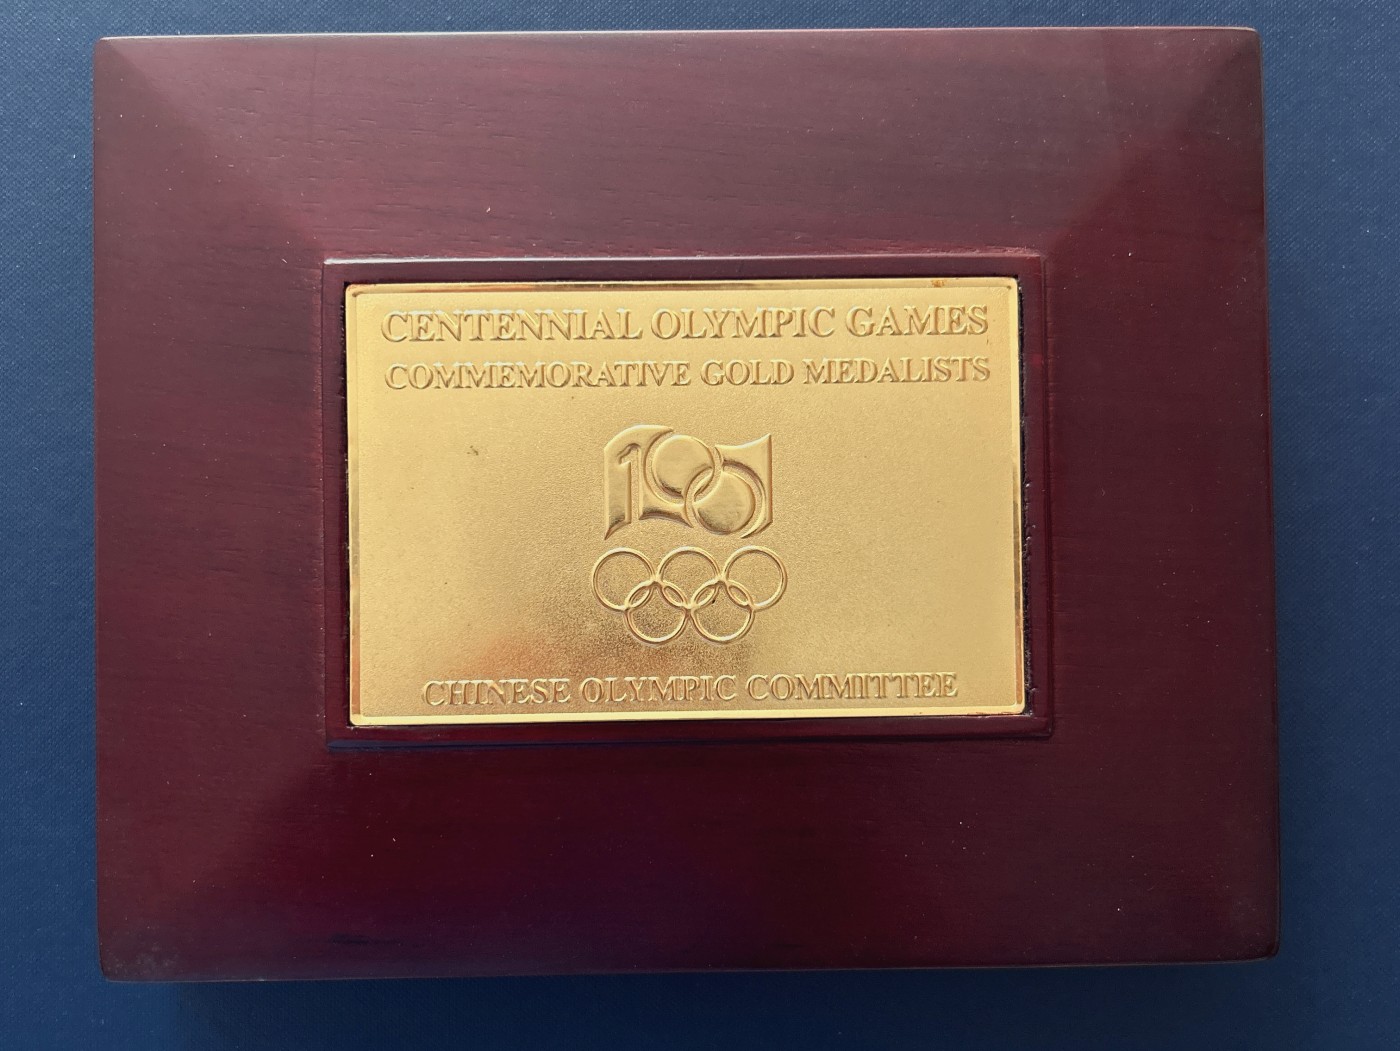 CENTENNIAL OLYMPIC GAMES
COMMEMORATIVE GOLD MEDALISTS
100
CHINESE OLYMPIC COMMITTEE